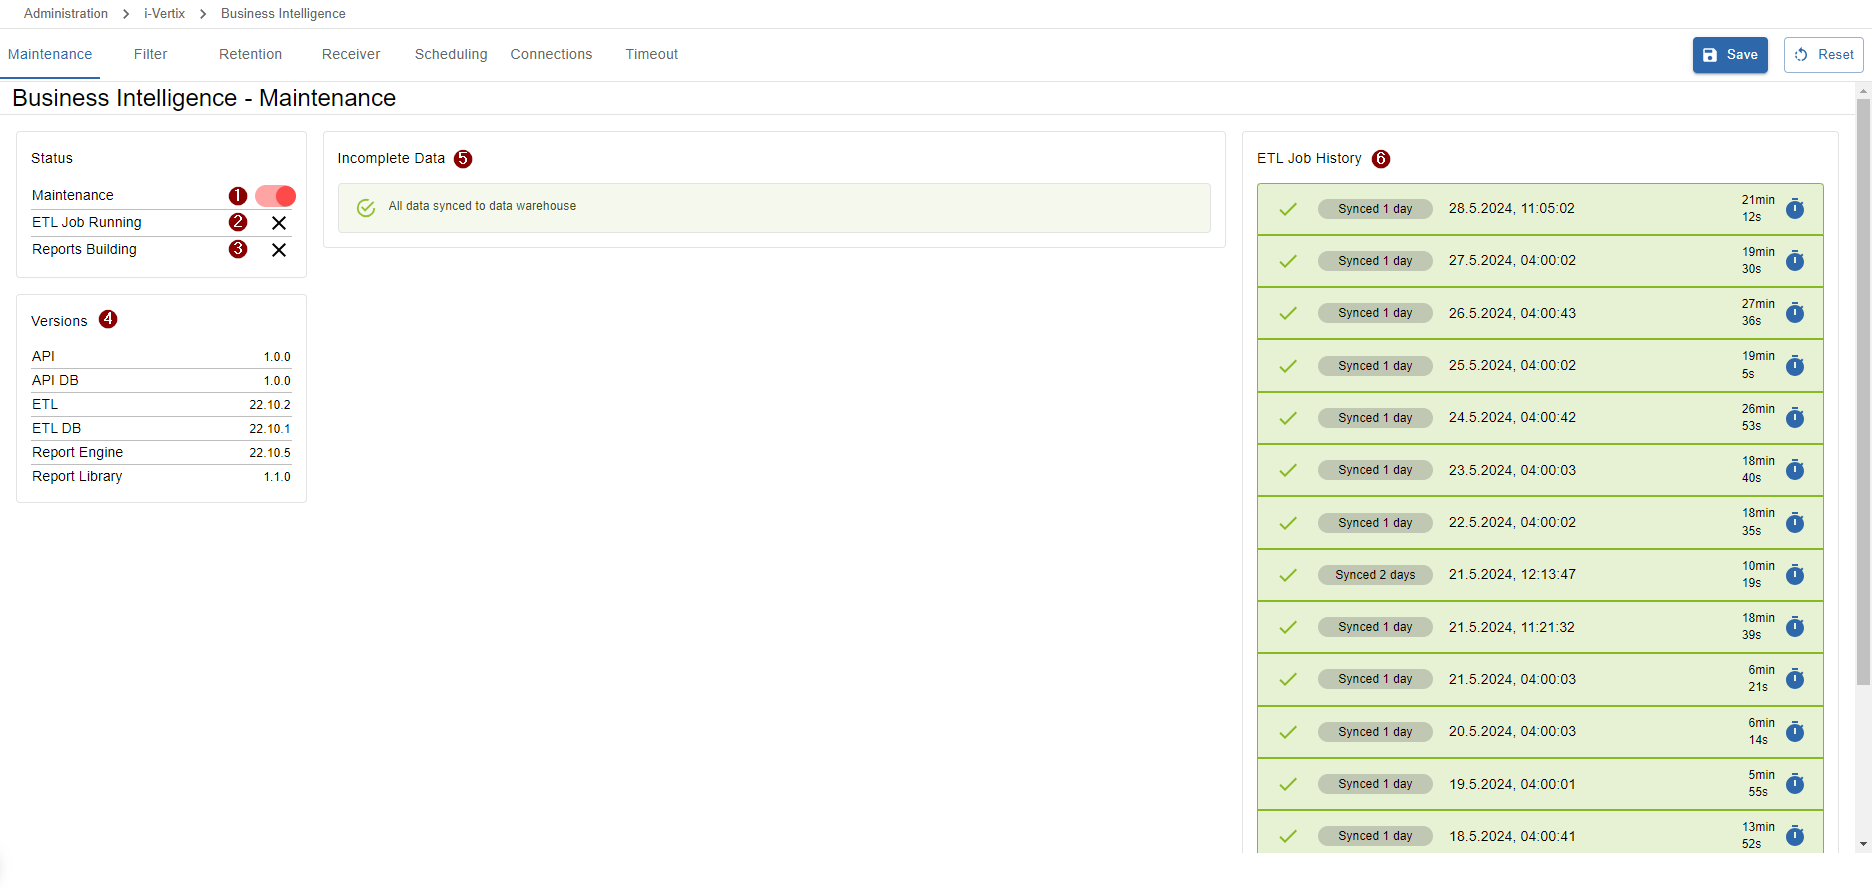 Administration > i-Vertix > Business Intelligence
Maintenance Filter Retention Receiver Scheduling Connections Timeout Save Reset
Business Intelligence - Maintenance
Status
Maintenance 1
ETL Job Running 2
Reports Building 3
Versions 4
API 1.0.0
API DB 1.0.0
ETL 22.10.2
ETL DB 22.10.1
Report Engine 22.10.5
Report Library 1.1.0
Incomplete Data 5
All data synced to data warehouse
ETL Job History 6
Synced 1 day 28.5.2024, 11:05:02 21min
12s
Synced 1 day 27.5.2024, 04:00:02 19min
30s
Synced 1 day 26.5.2024, 04:00:43 27min
36s
Synced 1 day 25.5.2024, 04:00:02 19min
5s
Synced 1 day 24.5.2024, 04:00:42 26min
53s
Synced 1 day 23.5.2024, 04:00:03 18min
40s
Synced 1 day 22.5.2024, 04:00:02 18min
35s
Synced 2 days 21.5.2024, 12:13:47 10min
19s
Synced 1 day 21.5.2024, 11:21:32 18min
39s
Synced 1 day 21.5.2024, 04:00:03 6min
21s
Synced 1 day 20.5.2024, 04:00:03 6min
14s
Synced 1 day 19.5.2024, 04:00:01 5min
55s
Synced 1 day 18.5.2024, 04:00:41 13min
52s